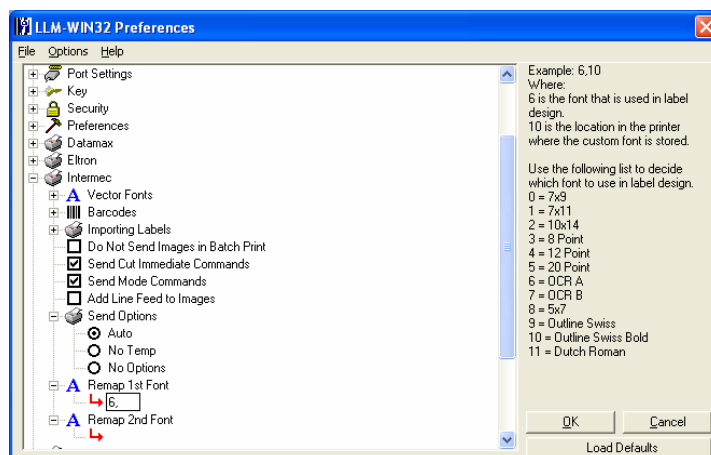 LLM-WIN32 Preferences
File Options Help
Port Settings
Key
Security
Preferences
Datamax
Eltron
Intermec
Vector Fonts
Barcodes
Importing Labels
Do Not Send Images in Batch Print
Send Cut Immediate Commands
Send Mode Commands
Add Line Feed to Images
Send Options
Auto
No Temp
No Options
Remap 1st Font
6,
Remap 2nd Font
Example: 6,10
Where:
6 is the font that is used in label
design.
10 is the location in the printer
where the custom font is stored.
Use the following list to decide
which font to use in label design.
0 = 7x9
1 = 7x11
2 = 10x14
3 = 8 Point
4 = 12 Point
5 = 20 Point
6 = OCR A
7 = OCR B
8 = 5x7
9 = Outline Swiss
10 = Outline Swiss Bold
11 = Dutch Roman
OK Cancel
Load Defaults